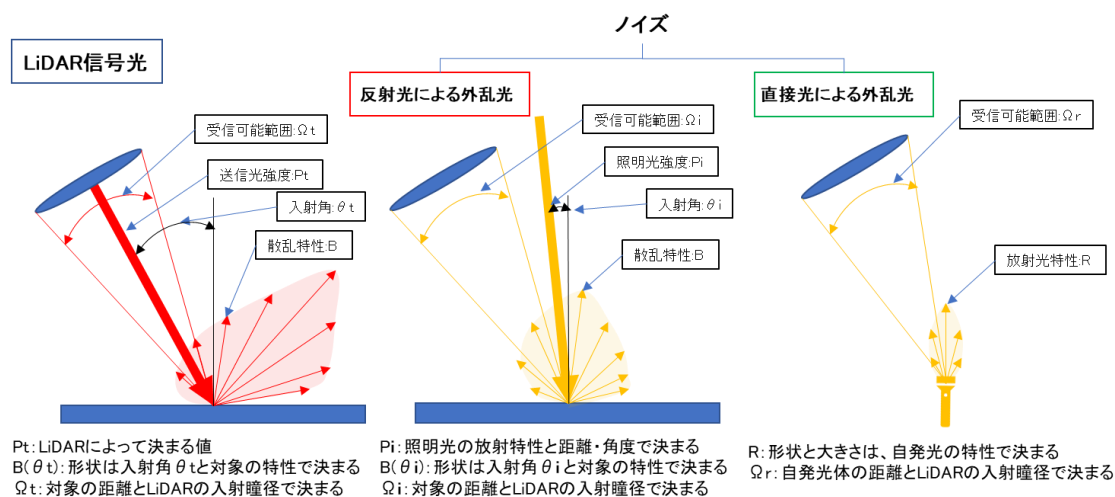 ノイズ
LiDAR信号光
反射光による外乱光
直接光による外乱光
受信可能範囲:Ωt
送信光強度:Pt
入射角:θt
散乱特性:B
受信可能範囲:Ωi
照明光強度:Pi
入射角:θi
散乱特性:B
受信可能範囲:Ωr
放射光特性:R
Pt:LiDARによって決まる値
B(θt):形状は入射角θtと対象の特性で決まる
Ωt:対象の距離とLiDARの入射瞳径で決まる
Pi:照明光の放射特性と距離・角度で決まる
B(θi):形状は入射角θiと対象の特性で決まる
Ωi:対象の距離とLiDARの入射瞳径で決まる
R:形状と大きさは、自発光の特性で決まる
Ωr:自発光体の距離とLiDARの入射瞳径で決まる